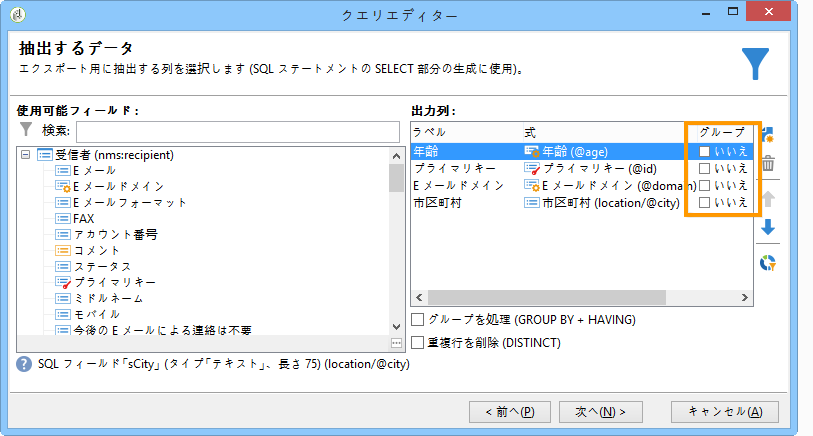 クエリエディター
抽出するデータ
エクスポート用に抽出する列を選択します (SQL ステートメントの SELECT 部分の生成に使用)。
使用可能フィールド :
検索:
受信者 (nms:recipient)
E メール
E メールドメイン
E メールフォーマット
FAX
アカウント番号
コメント
ステータス
プライマリキー
ミドルネーム
モバイル
今後の E メールによる連絡は不要
SQL フィールド「sCity」 (タイプ「テキスト」、長さ 75) (location/@city)
出力列 :
ラベル 式 グループ
年齢 年齢 (@age) いいえ
プライマリキー プライマリキー (@id) いいえ
E メールドメイン E メールドメイン (@domain) いいえ
市区町村 市区町村 (location/@city) いいえ
グループを処理 (GROUP BY + HAVING)
重複行を削除 (DISTINCT)
< 前へ(P) 次へ(N) > キャンセル(A)